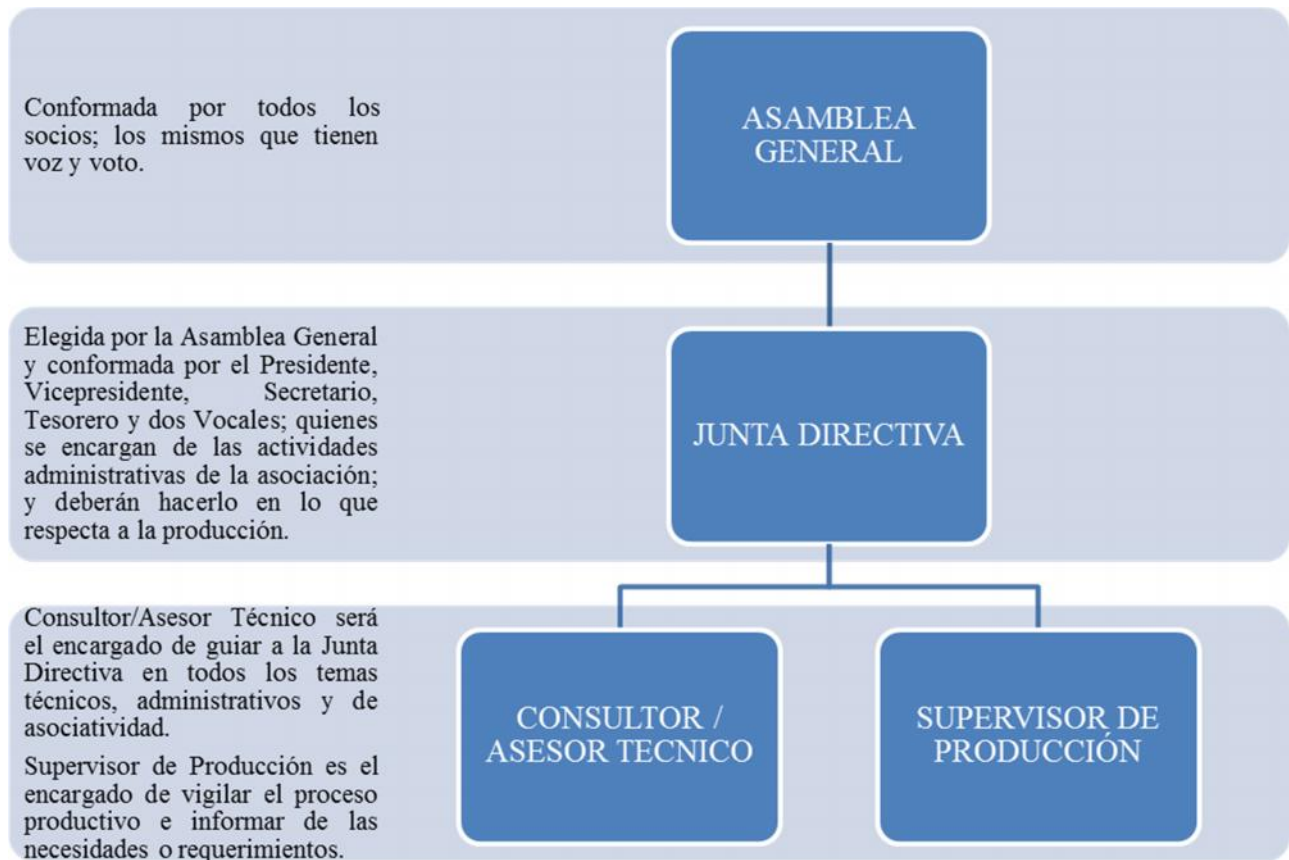 Conformada por todos los
socios; los mismos que tienen
voz y voto.
ASAMBLEA
GENERAL
Elegida por la Asamblea General
y conformada por el Presidente,
Vicepresidente, Secretario,
Tesorero y dos Vocales; quienes
se encargan de las actividades
administrativas de la asociación;
y deberán hacerlo en lo que
respecta a la producción.
JUNTA DIRECTIVA
Consultor/Asesor Técnico será
el encargado de guiar a la Junta
Directiva en todos los temas
técnicos, administrativos y de
asociatividad.
Supervisor de Producción es el
encargado de vigilar el proceso
productivo e informar de las
necesidades o requerimientos.
CONSULTOR /
ASESOR TECNICO
SUPERVISOR DE
PRODUCCIÓN